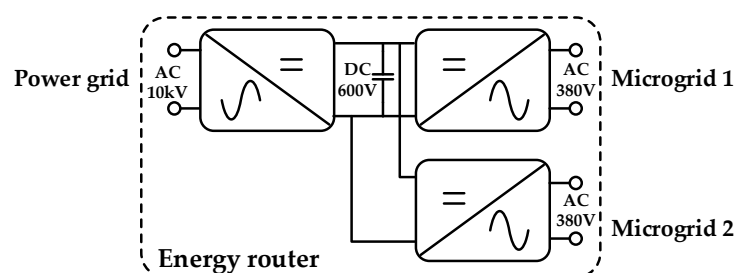 Power grid
AC
10kV
DC
600V
AC
380V
Microgrid 1
AC
380V
Microgrid 2
Energy router